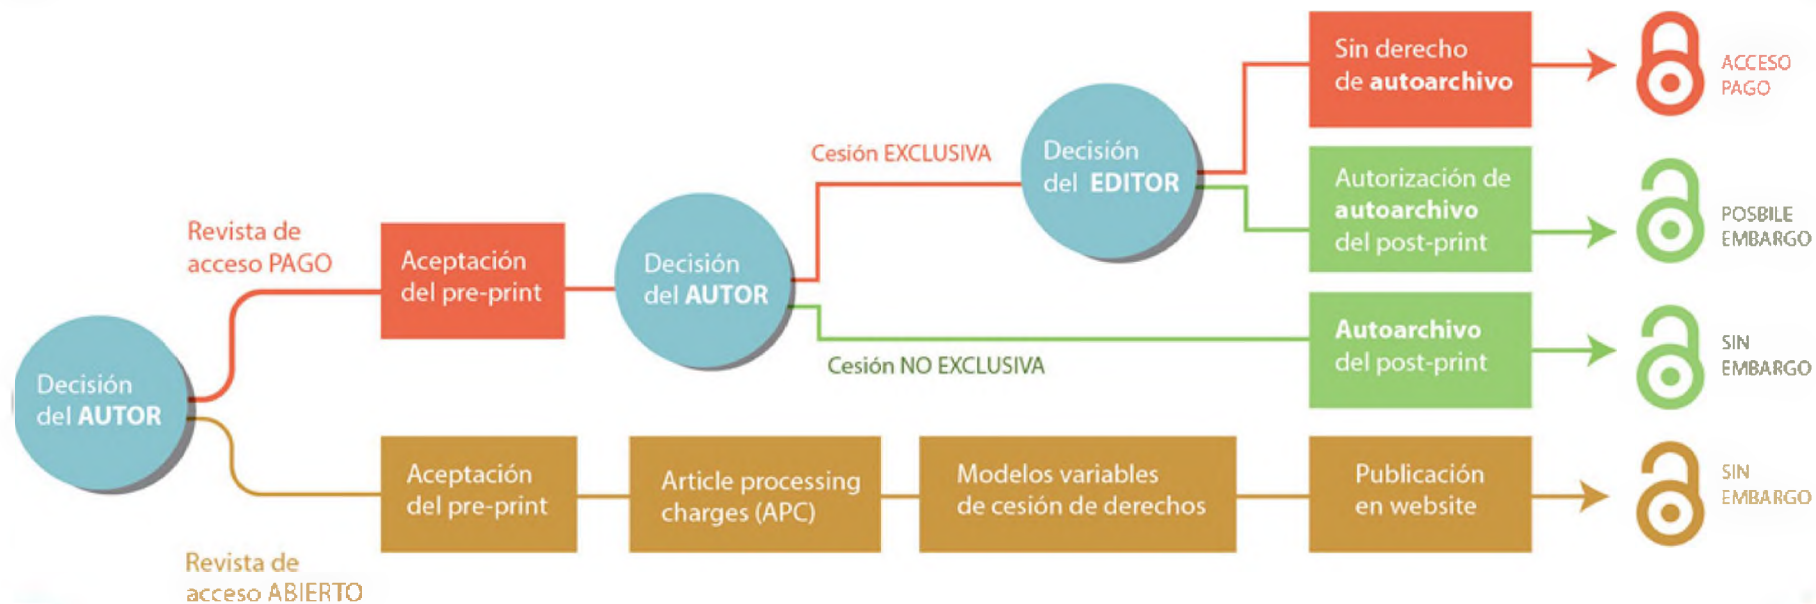 Decisión
del AUTOR
Revista de
acceso PAGO
Aceptación
del pre-print
Decisión
del AUTOR
Cesión EXCLUSIVA
Decisión
del EDITOR
Sin derecho
de autoarchivo
ACCESO
PAGO
Autorización de
autoarchivo
del post-print
POSBILE
EMBARGO
Cesión NO EXCLUSIVA
Autoarchivo
del post-print
SIN
EMBARGO
Revista de
acceso ABIERTO
Aceptación
del pre-print
Article processing
charges (APC)
Modelos variables
de cesión de derechos
Publicación
en website
SIN
EMBARGO